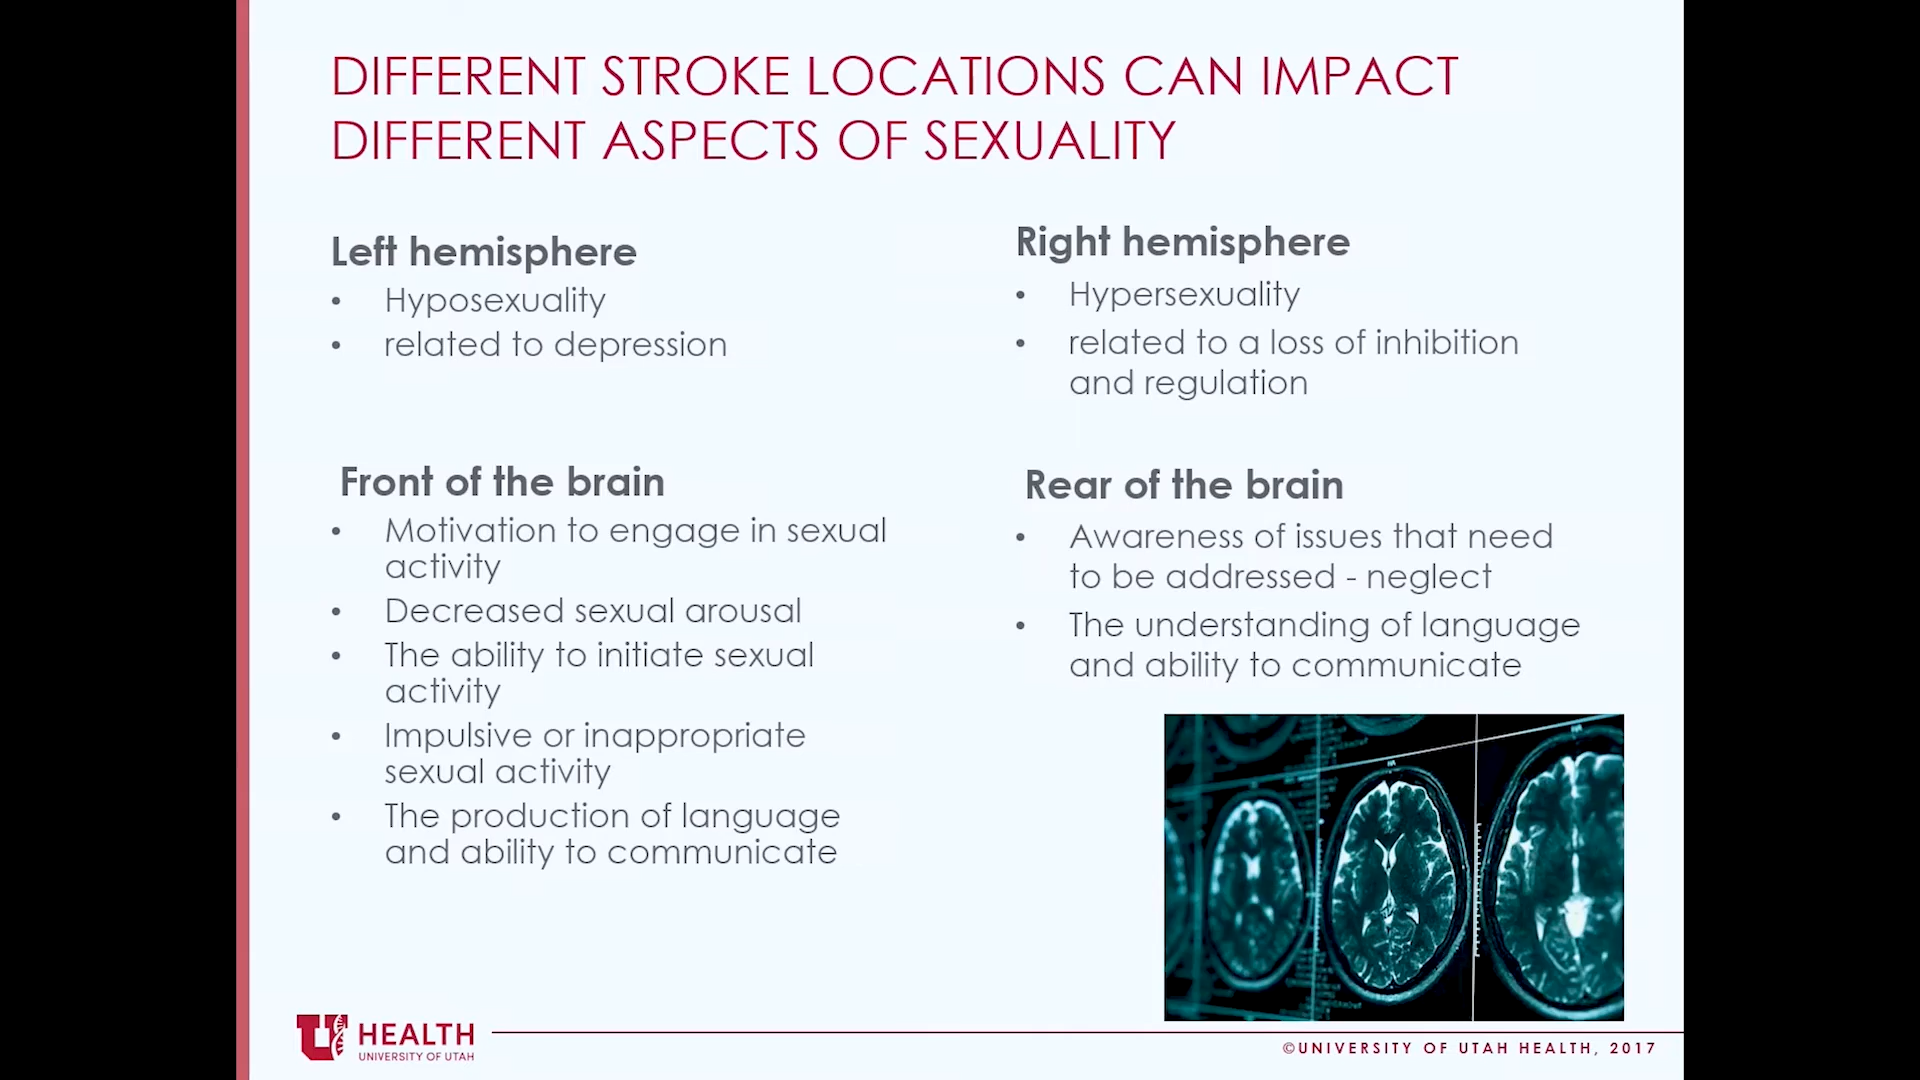 DIFFERENT STROKE LOCATIONS CAN IMPACT
DIFFERENT ASPECTS OF SEXUALITY
Left hemisphere
• Hyposexuality
• related to depression
Right hemisphere
• Hypersexuality
• related to a loss of inhibition
and regulation
Front of the brain
• Motivation to engage in sexual
activity
• Decreased sexual arousal
• The ability to initiate sexual
activity
• Impulsive or inappropriate
sexual activity
• The production of language
and ability to communicate
Rear of the brain
• Awareness of issues that need
to be addressed - neglect
• The understanding of language
and ability to communicate
U HEALTH
UNIVERSITY OF UTAH
©UNIVERSITY OF UTAH HEALTH, 2017